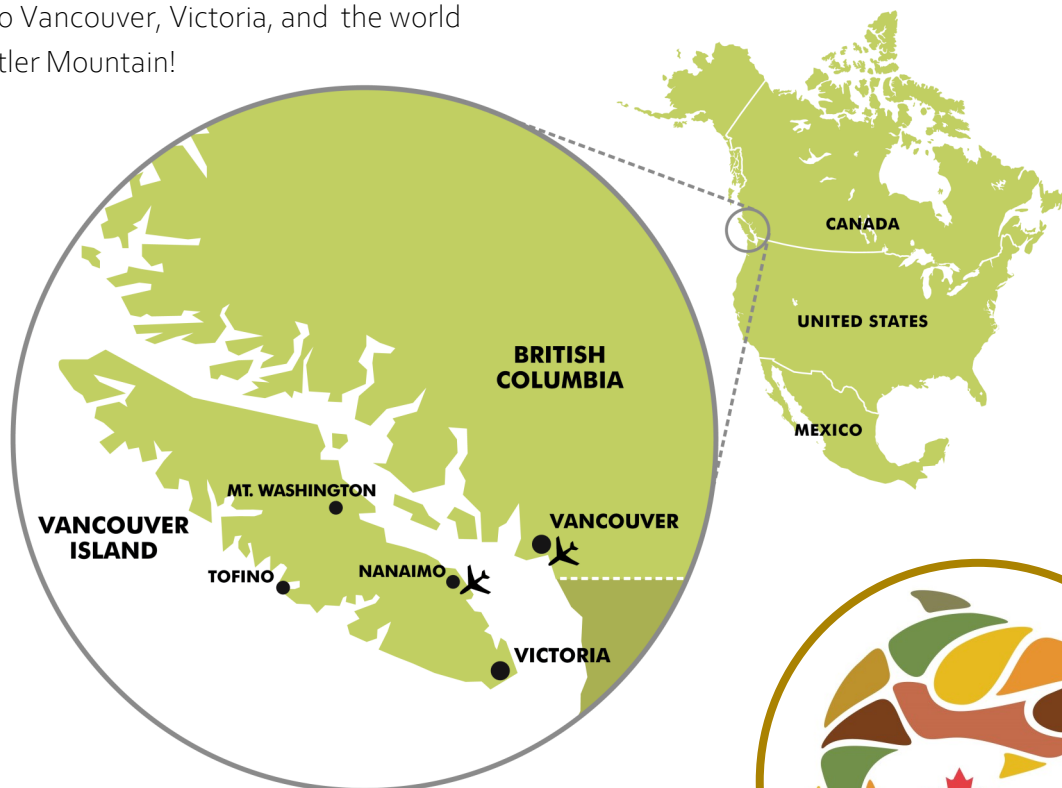 o Vancouver, Victoria, and the world
tler Mountain!
CANADA
UNITED STATES
MEXICO
BRITISH
COLUMBIA
MT. WASHINGTON
VANCOUVER
ISLAND
VANCOUVER
TOFINO
NANAIMO
VICTORIA